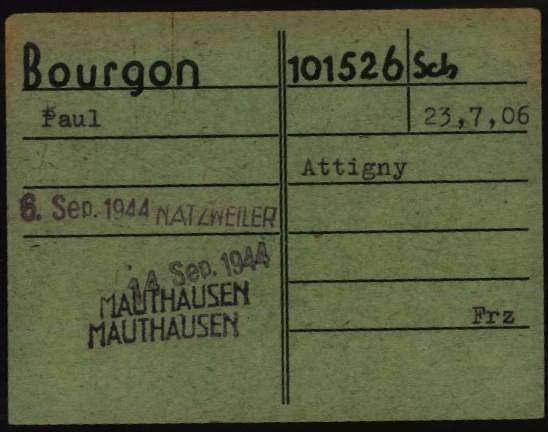 Bourgon
Paul
6. Sep. 1944 NATZWEILER
14. Sep. 1944
MAUTHAUSEN
MAUTHAUSEN
101526 Sch
23,7,06
Attigny
Frz